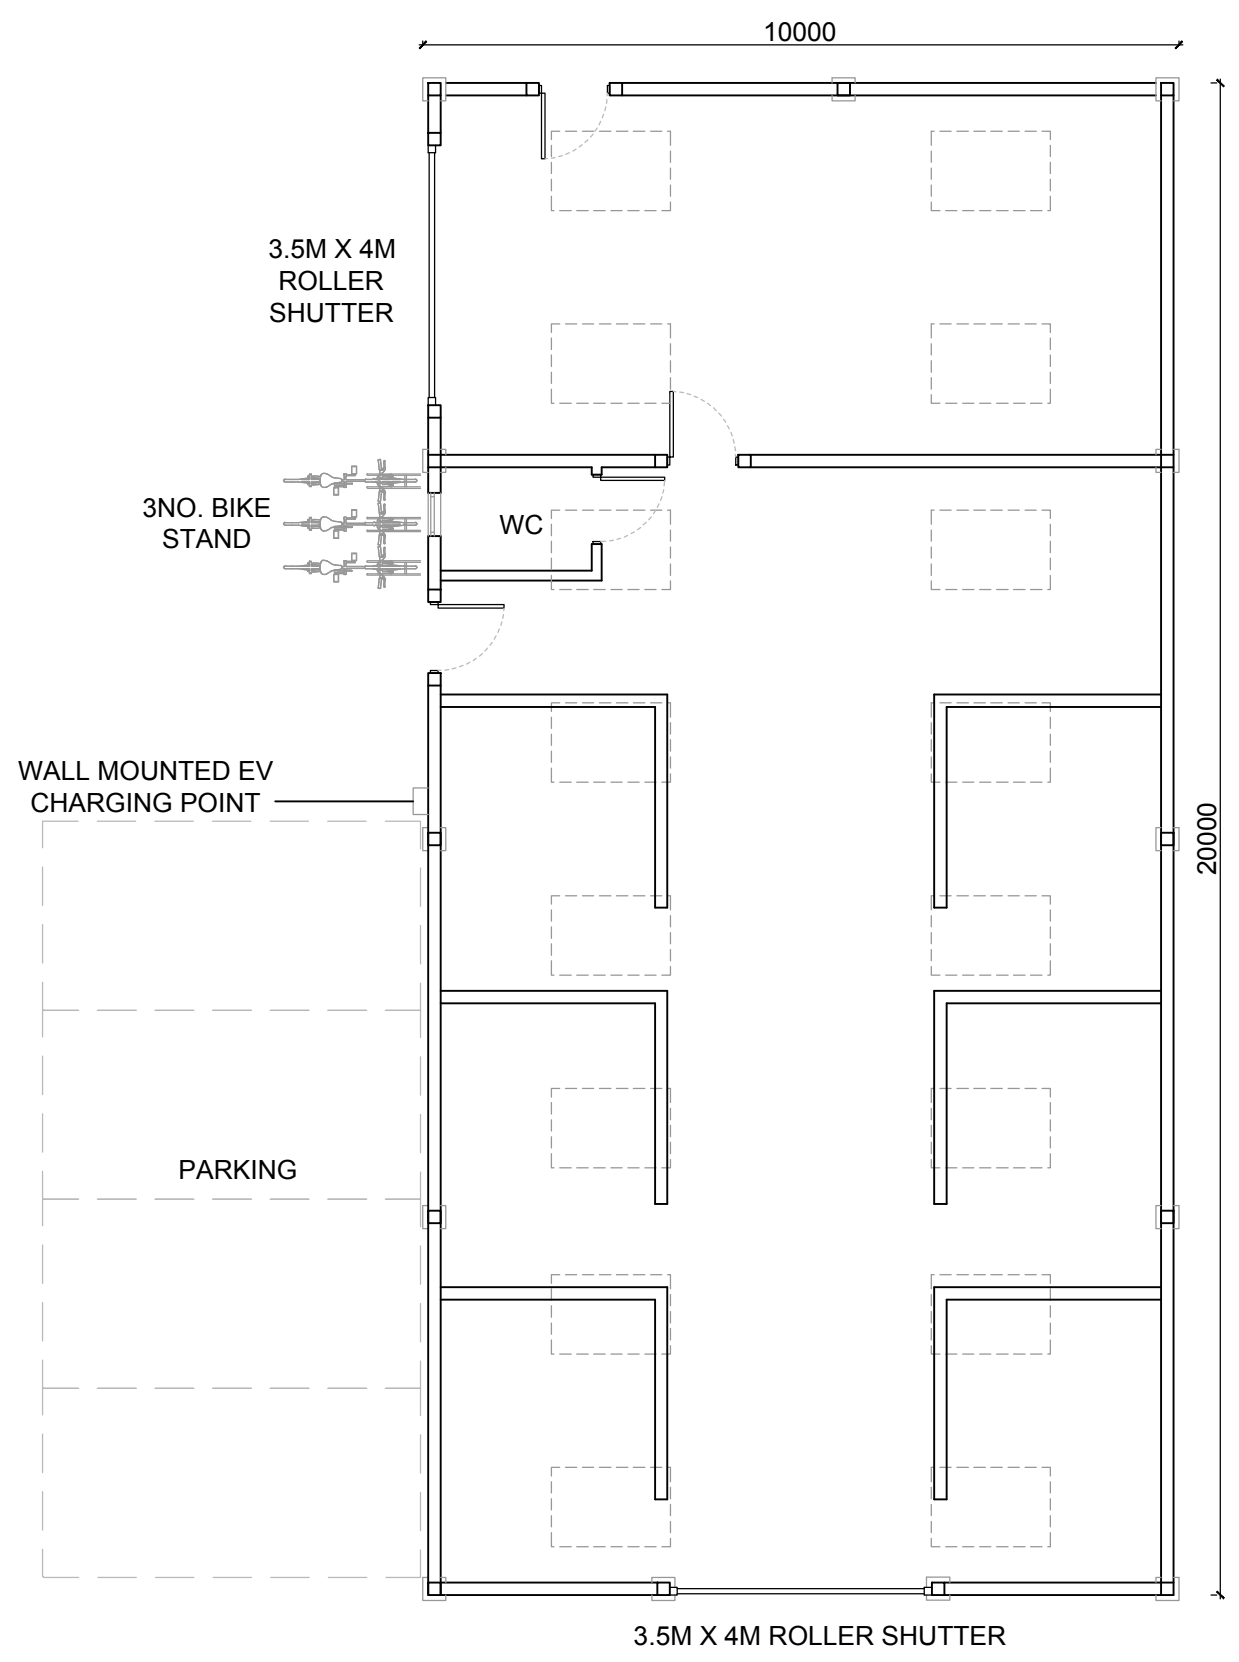 10000
3.5M X 4M
ROLLER
SHUTTER
3NO. BIKE
STAND
WC
WALL MOUNTED EV
CHARGING POINT
20000
PARKING
3.5M X 4M ROLLER SHUTTER